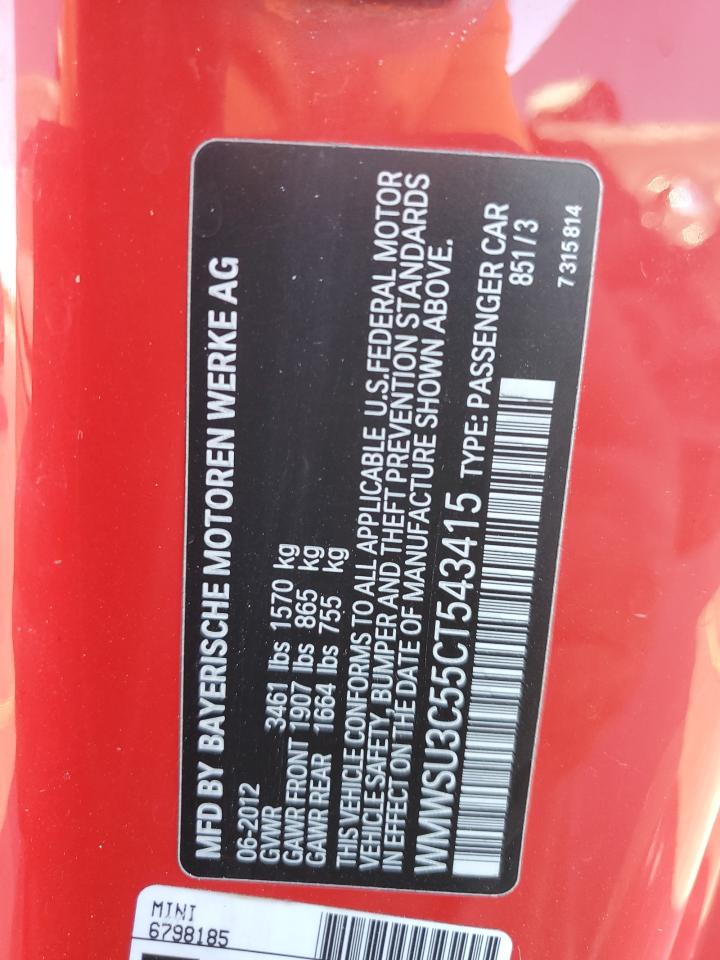 MFD BY BAYERISCHE MOTOREN WERKE AG
06-2012
GVWR 3461 lbs 1570 kg
GAWR FRONT 1907 lbs 865 kg
GAWR REAR 1664 lbs 755 kg
THIS VEHICLE CONFORMS TO ALL APPLICABLE U.S.FEDERAL MOTOR
VEHICLE SAFETY, BUMPER AND THEFT PREVENTION STANDARDS
IN EFFECT ON THE DATE OF MANUFACTURE SHOWN ABOVE.
WMWSU3C55CT543415 TYPE: PASSENGER CAR
851/3
7 315 814
MINI
6798185